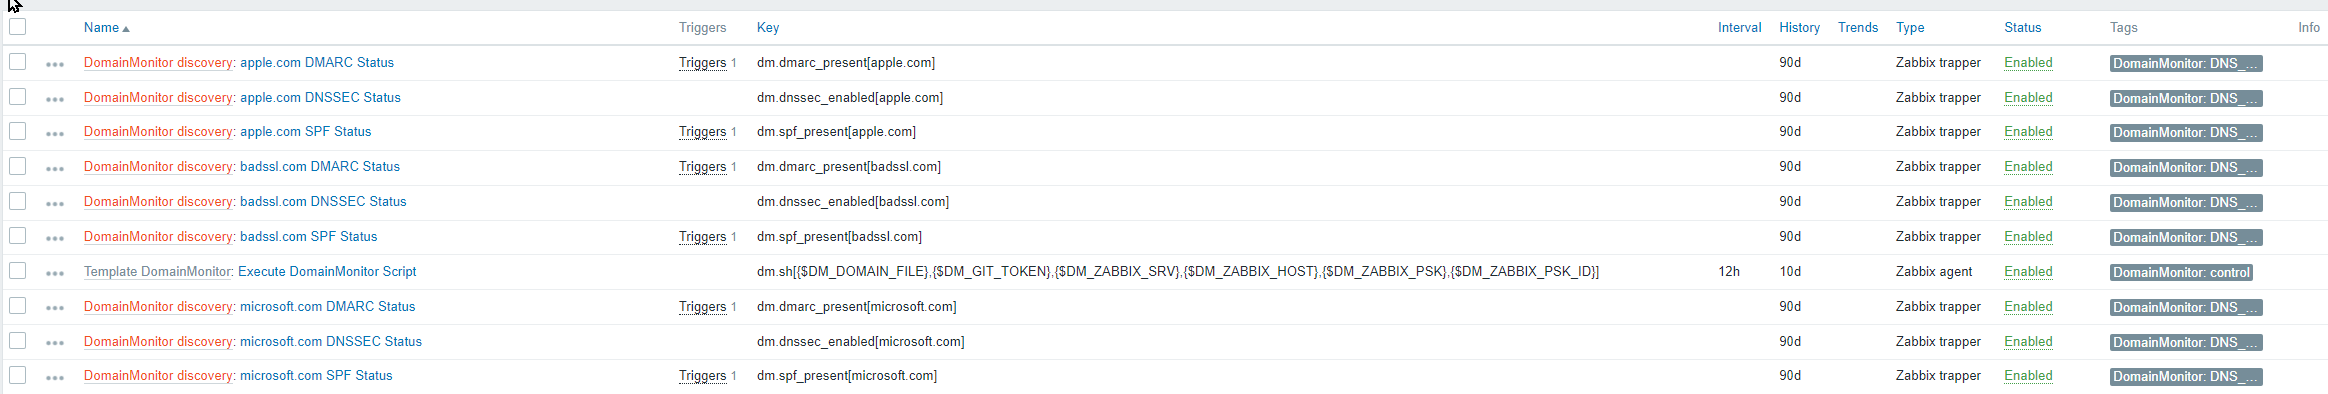 Name Triggers Key Interval History Trends Type Status Tags Info
DomainMonitor discovery: apple.com DMARC Status Triggers 1 dm.dmarc_present[apple.com] 90d Zabbix trapper Enabled DomainMonitor: DNS_...
DomainMonitor discovery: apple.com DNSSEC Status dm.dnssec_enabled[apple.com] 90d Zabbix trapper Enabled DomainMonitor: DNS_...
DomainMonitor discovery: apple.com SPF Status Triggers 1 dm.spf_present[apple.com] 90d Zabbix trapper Enabled DomainMonitor: DNS_...
DomainMonitor discovery: badssl.com DMARC Status Triggers 1 dm.dmarc_present[badssl.com] 90d Zabbix trapper Enabled DomainMonitor: DNS_...
DomainMonitor discovery: badssl.com DNSSEC Status dm.dnssec_enabled[badssl.com] 90d Zabbix trapper Enabled DomainMonitor: DNS_...
DomainMonitor discovery: badssl.com SPF Status Triggers 1 dm.spf_present[badssl.com] 90d Zabbix trapper Enabled DomainMonitor: DNS_...
Template DomainMonitor: Execute DomainMonitor Script dm.sh[{$DM_DOMAIN_FILE},{$DM_GIT_TOKEN},{$DM_ZABBIX_SRV},{$DM_ZABBIX_HOST},{$DM_ZABBIX_PSK},{$DM_ZABBIX_PSK_ID}] 12h 10d Zabbix agent Enabled DomainMonitor: control
DomainMonitor discovery: microsoft.com DMARC Status Triggers 1 dm.dmarc_present[microsoft.com] 90d Zabbix trapper Enabled DomainMonitor: DNS_...
DomainMonitor discovery: microsoft.com DNSSEC Status dm.dnssec_enabled[microsoft.com] 90d Zabbix trapper Enabled DomainMonitor: DNS_...
DomainMonitor discovery: microsoft.com SPF Status Triggers 1 dm.spf_present[microsoft.com] 90d Zabbix trapper Enabled DomainMonitor: DNS_...